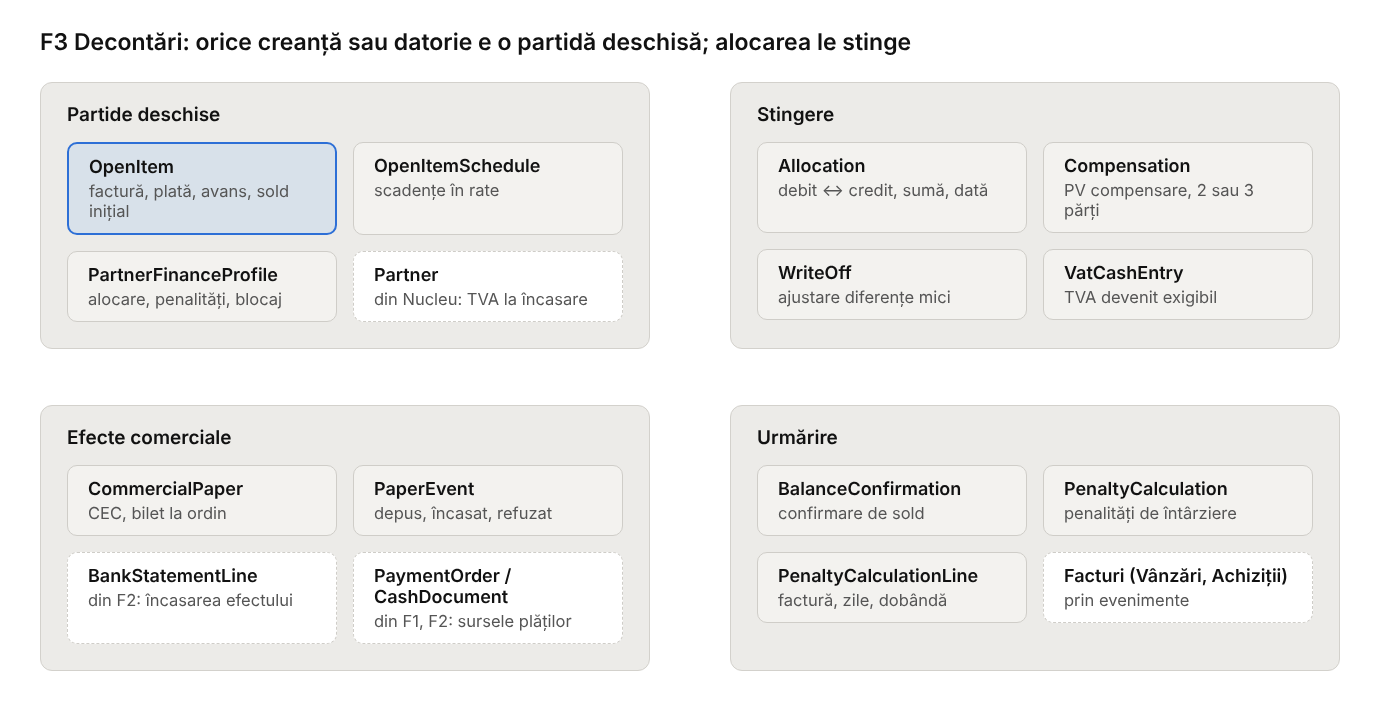 F3 Decontări: orice creanță sau datorie e o partidă deschisă; alocarea le stinge
Partide deschise
OpenItem
factură, plată, avans, sold
inițial
OpenItemSchedule
scadențe în rate
PartnerFinanceProfile
alocare, penalități, blocaj
Partner
din Nucleu: TVA la încasare
Stingere
Allocation
debit ↔ credit, sumă, dată
Compensation
PV compensare, 2 sau 3
părți
WriteOff
ajustare diferențe mici
VatCashEntry
TVA devenit exigibil
Efecte comerciale
CommercialPaper
CEC, bilet la ordin
PaperEvent
depus, încasat, refuzat
BankStatementLine
din F2: încasarea efectului
PaymentOrder /
CashDocument
din F1, F2: sursele plăților
Urmărire
BalanceConfirmation
confirmare de sold
PenaltyCalculation
penalități de întârziere
PenaltyCalculationLine
factură, zile, dobândă
Facturi (Vânzări, Achiziții)
prin evenimente